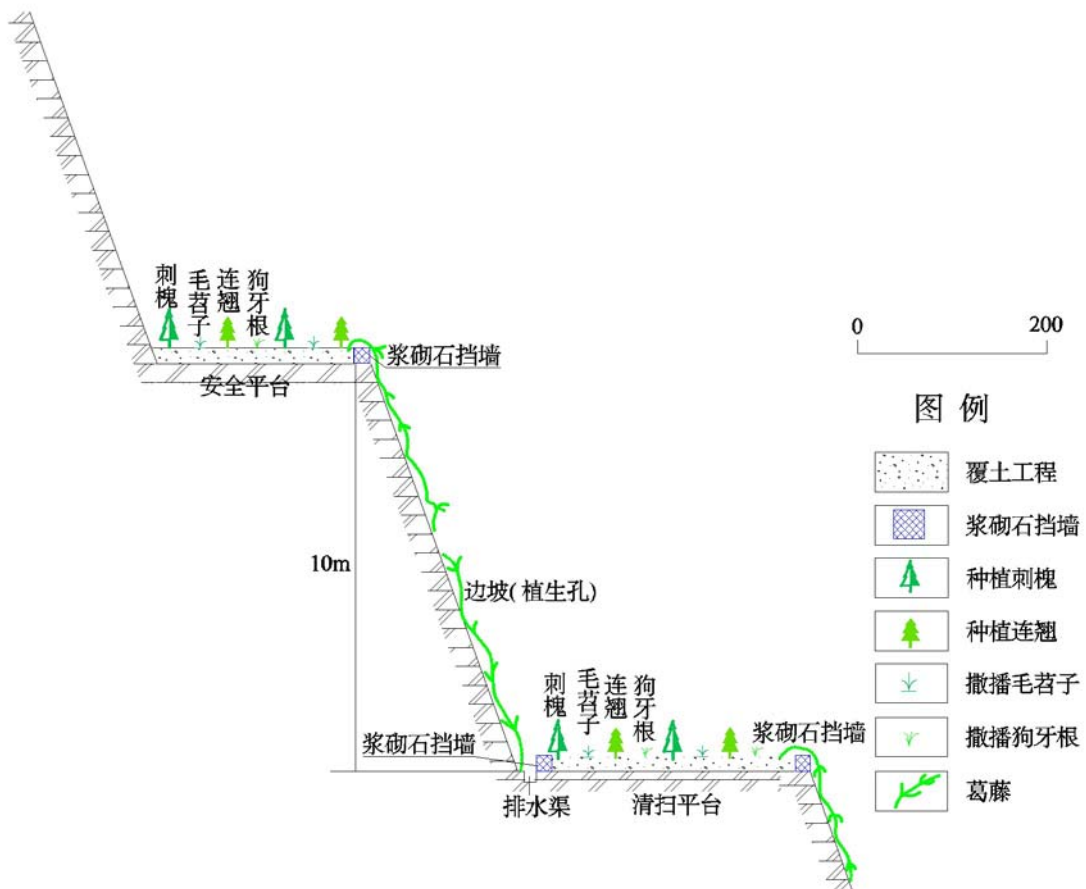 刺槐
毛苕子
连翘
狗牙根
浆砌石挡墙
安全平台
0
200
图 例
覆土工程
浆砌石挡墙
种植刺槐
种植连翘
撒播毛苕子
撒播狗牙根
葛藤
10m
边坡(植生孔)
刺槐
毛苕子
连翘
狗牙根
浆砌石挡墙
浆砌石挡墙
排水渠
清扫平台